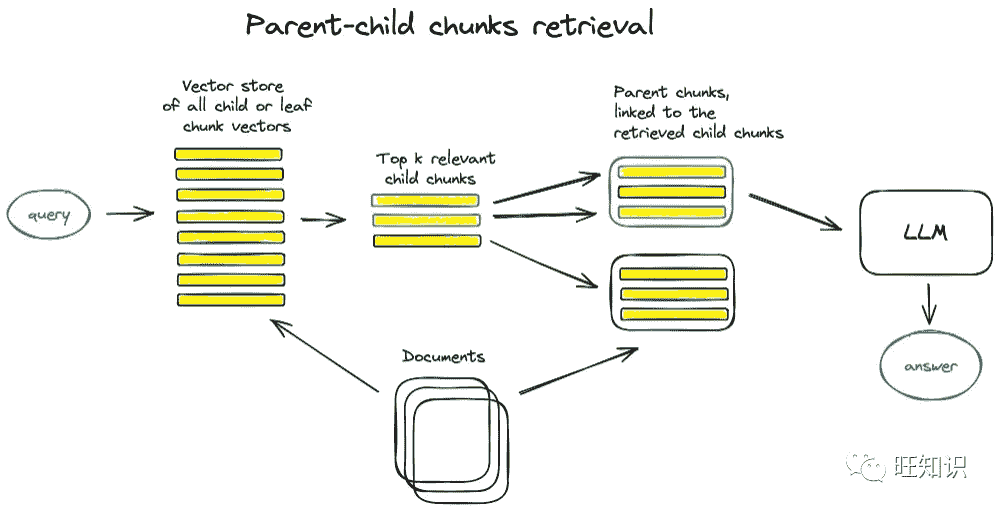 Parent-child chunks retrieval
Vector store
of all child or leaf
chunk vectors
Parent chunks,
linked to the
retrieved child chunks
Top k relevant
child chunks
query
LLM
Documents
answer
旺知识